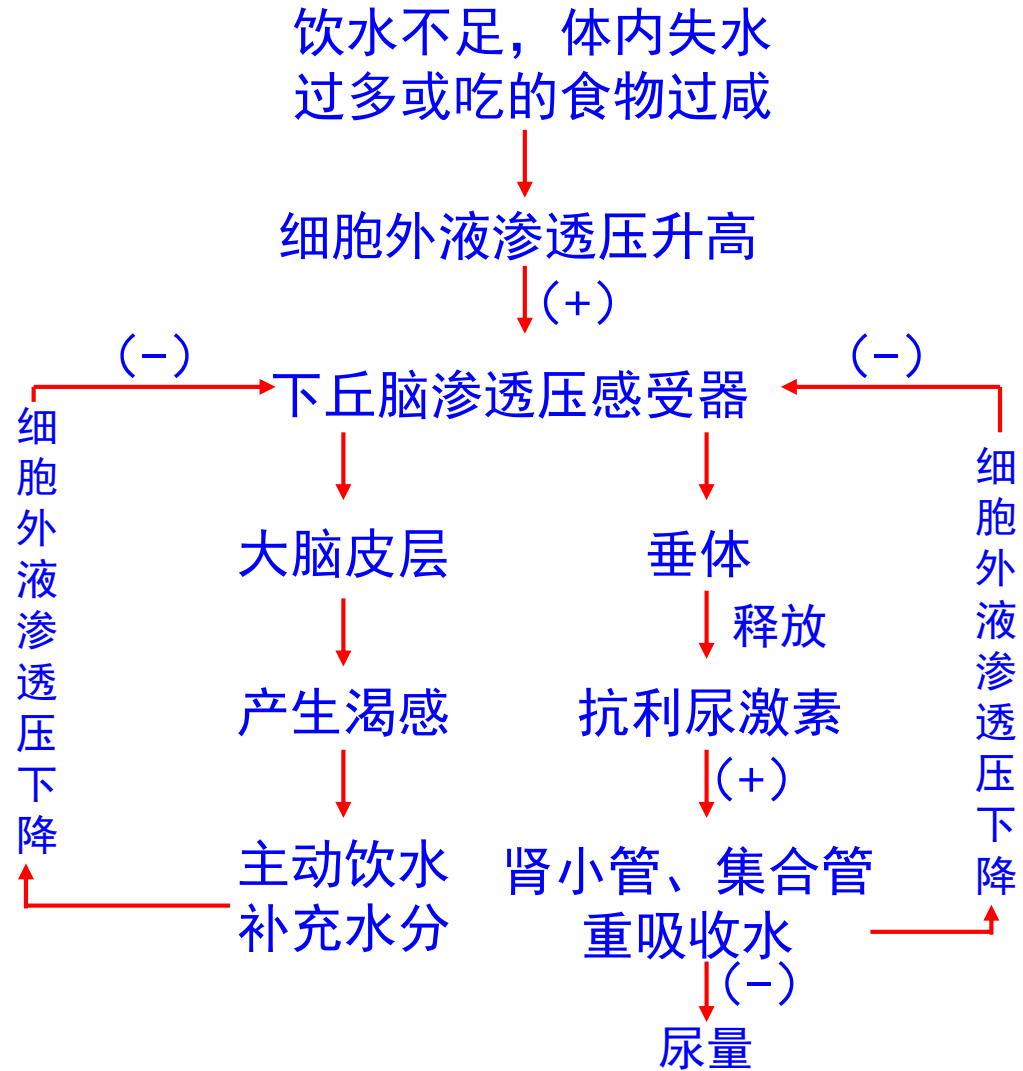 饮水不足，体内失水
过多或吃的食物过咸
细胞外液渗透压升高
（+）
（-）
（-）
下丘脑渗透压感受器
细胞外液渗透压下降
细胞外液渗透压下降
大脑皮层
垂体
释放
产生渴感
抗利尿激素
（+）
主动饮水
补充水分
肾小管、集合管
重吸收水
（-）
尿量